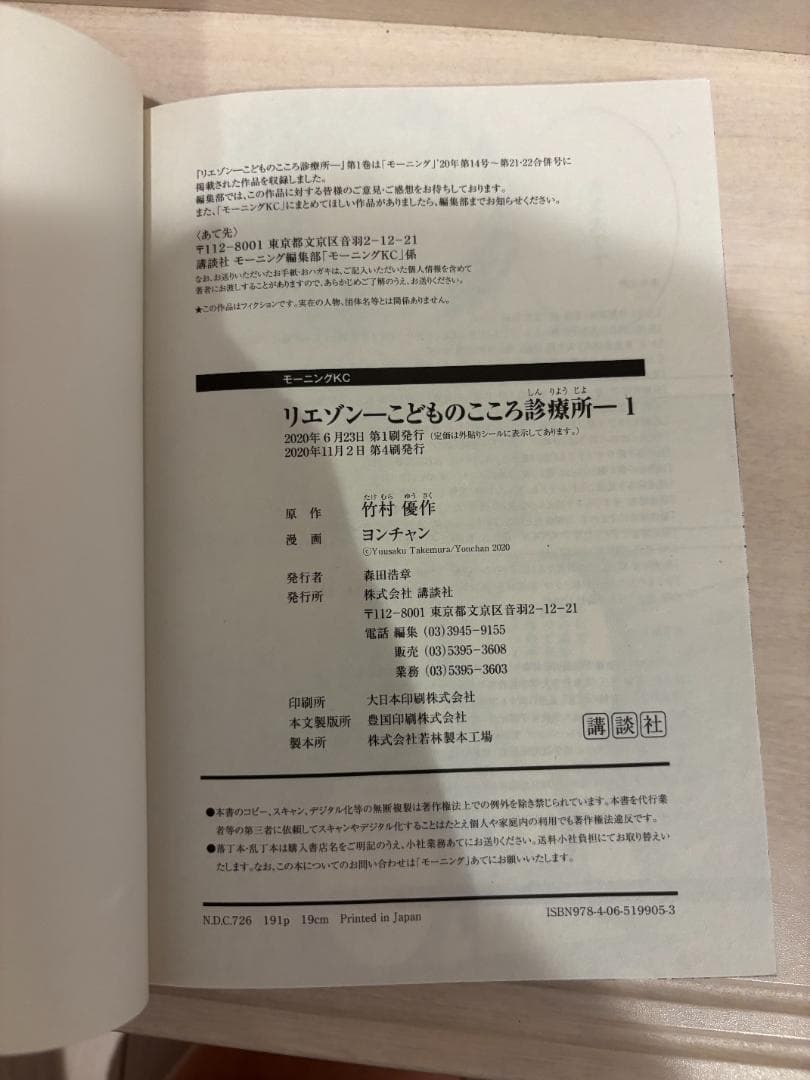 『リエゾン―こどものこころ診療所―』第1巻は「モーニング」'20年第14号～第21・22合併号に
掲載された作品を収録しました。
編集部では、この作品に対する皆様のご意見・ご感想をお待ちしております。
また、「モーニングKC」にまとめてほしい作品がありましたら、編集部までお知らせください。
〈あて先〉
〒112-8001 東京都文京区音羽2-12-21
講談社 モーニング編集部「モーニングKC」係
なお、お送りいただいたお手紙・おハガキは、ご記入いただいた個人情報を含めて
著者にお渡しすることがありますので、あらかじめご了解のうえ、お送りください。
★この作品はフィクションです。実在の人物、団体名等とは関係ありません。
モーニングKC
しん りよう じよ
リエゾン―こどものこころ診療所― 1
2020年6月23日 第1刷発行（定価は外貼りシールに表示してあります。）
2020年11月2日 第4刷発行
たけ むら ゆう さく
原作 竹村 優作
漫画 ヨンチャン
©Yuusaku Takemura/Yonchan 2020
発行者 森田浩章
発行所 株式会社 講談社
〒112-8001 東京都文京区音羽2-12-21
電話 編集 (03)3945-9155
販売 (03)5395-3608
業務 (03)5395-3603
印刷所 大日本印刷株式会社
本文製版所 豊国印刷株式会社
製本所 株式会社若林製本工場
講談社
●本書のコピー、スキャン、デジタル化等の無断複製は著作権法上での例外を除き禁じられています。本書を代行業
者等の第三者に依頼してスキャンやデジタル化することはたとえ個人や家庭内の利用でも著作権法違反です。
●落丁本・乱丁本は購入書店名をご明記のうえ、小社業務あてにお送りください。送料小社負担にてお取り替えい
たします。なお、この本についてのお問い合わせは「モーニング」あてにお願いいたします。
N.D.C.726 191p 19cm Printed in Japan
ISBN978-4-06-519905-3